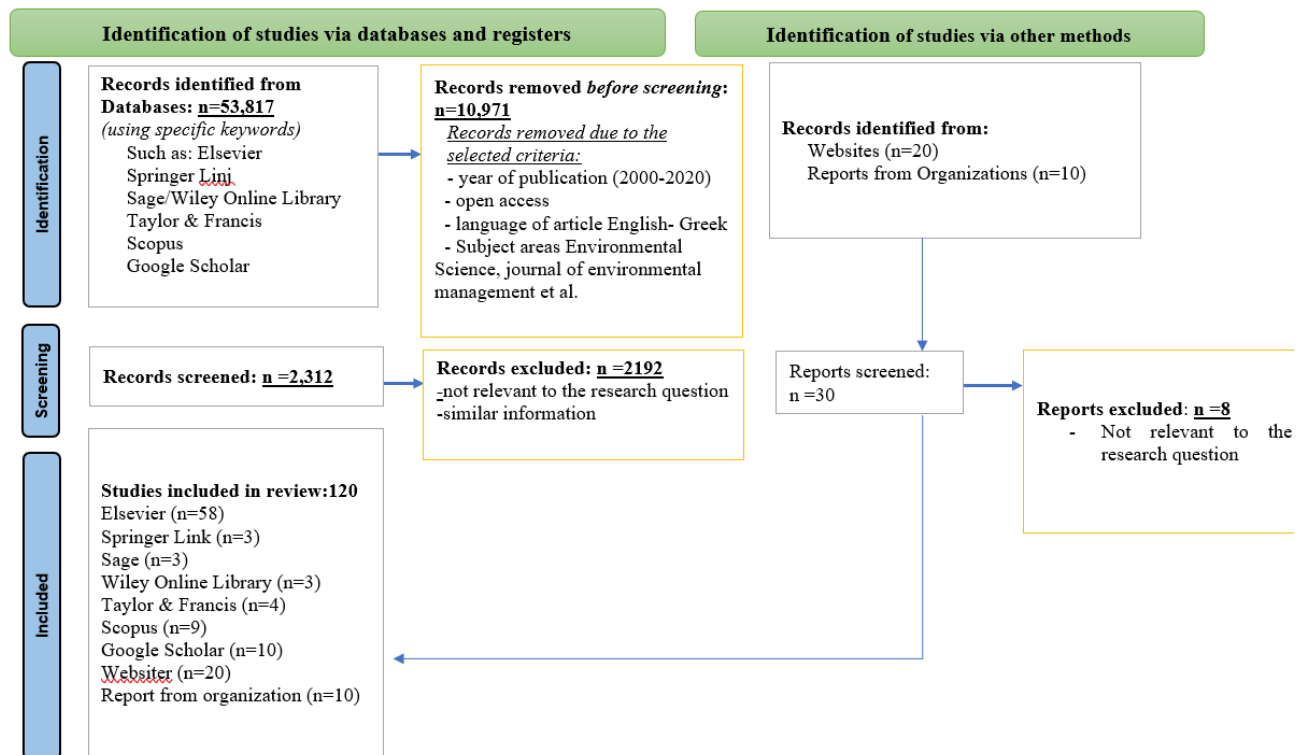 Identification of studies via databases and registers
Identification of studies via other methods
Identification
Records identified from
Databases: n=53,817
(using specific keywords)
Such as: Elsevier
Springer Linj
Sage/Wiley Online Library
Taylor & Francis
Scopus
Google Scholar
Records removed before screening:
n=10,971
Records removed due to the
selected criteria:
- year of publication (2000-2020)
- open access
- language of article English- Greek
- Subject areas Environmental
Science, journal of environmental
management et al.
Records identified from:
Websites (n=20)
Reports from Organizations (n=10)
Screening
Records screened: n =2,312
Records excluded: n =2192
-not relevant to the research question
-similar information
Reports screened:
n =30
Reports excluded: n =8
- Not relevant to the
research question
Included
Studies included in review:120
Elsevier (n=58)
Springer Link (n=3)
Sage (n=3)
Wiley Online Library (n=3)
Taylor & Francis (n=4)
Scopus (n=9)
Google Scholar (n=10)
Websiter (n=20)
Report from organization (n=10)